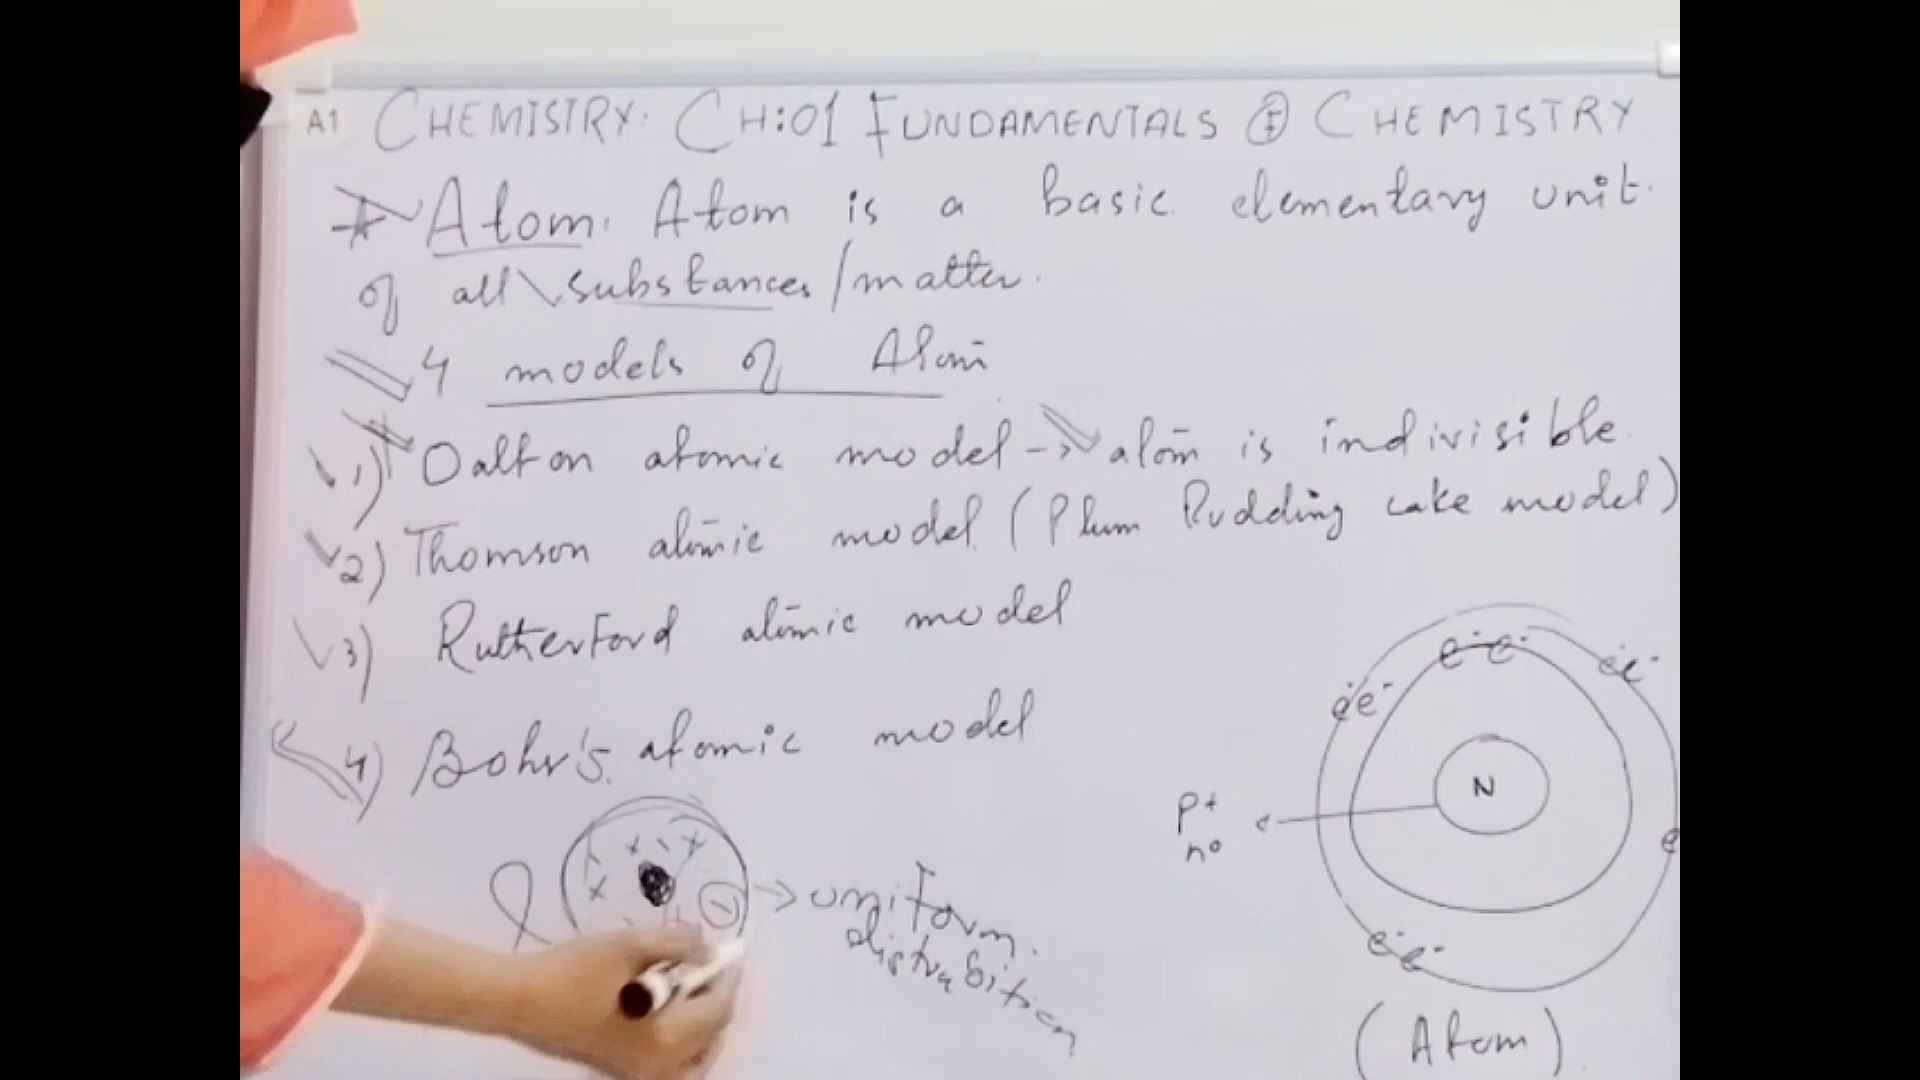 A1
CHEMISTRY: CH:01 FUNDAMENTALS OF CHEMISTRY
Atom. Atom is a basic elementary unit.
of all substances/matter.
4 models of Atom
1) Dalton atomic model -> atom is indivisible.
2) Thomson atomic model (Plum Pudding cake model)
3) Rutherford atomic model
4) Bohr's atomic model
e- e-
e- e-
e- e-
N
p+
n°
e
x + - x
x
-
+
-> uniform.
distrabition
e- e-
(Atom)